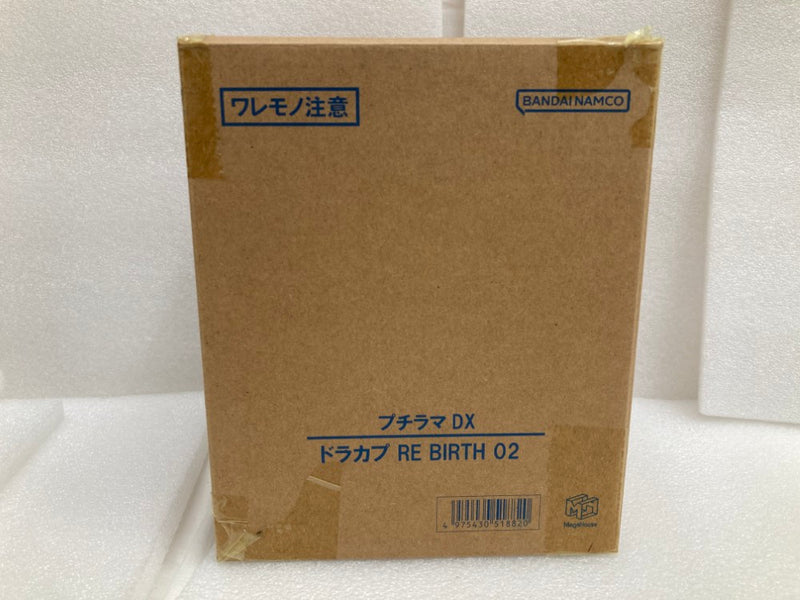 ワレモノ注意
BANDAI NAMCO
プチラマ DX
ドラカプ RE BIRTH 02
4 975430 518820
MegaHouse